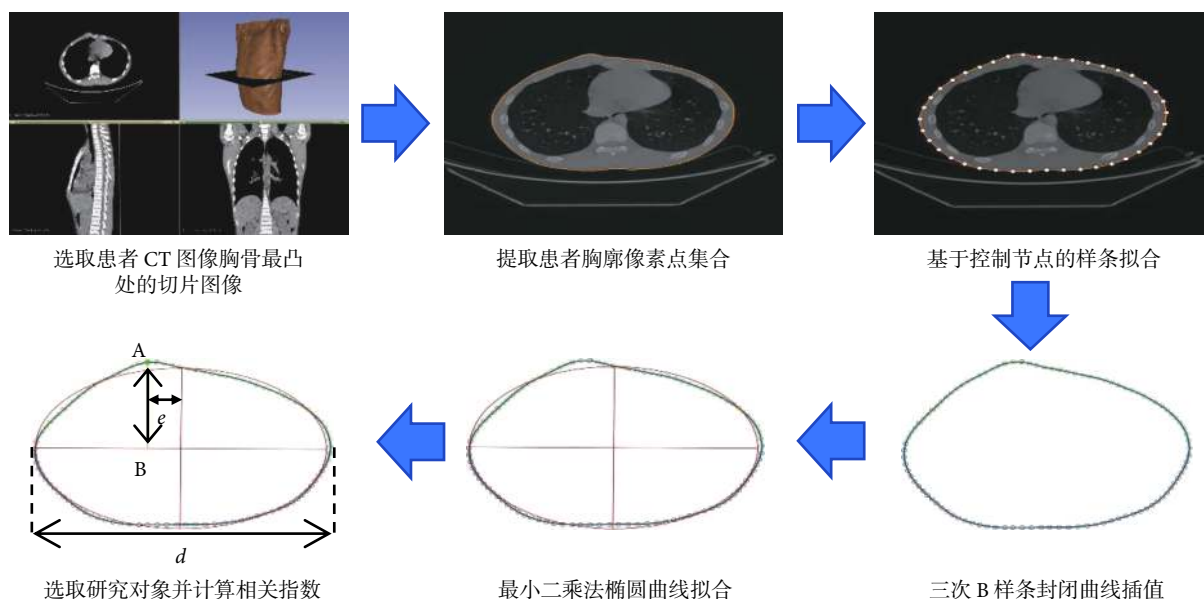 选取患者 CT 图像胸骨最凸
处的切片图像
提取患者胸廓像素点集合
基于控制节点的样条拟合
A
e
B
d
选取研究对象并计算相关指数
最小二乘法椭圆曲线拟合
三次 B 样条封闭曲线插值